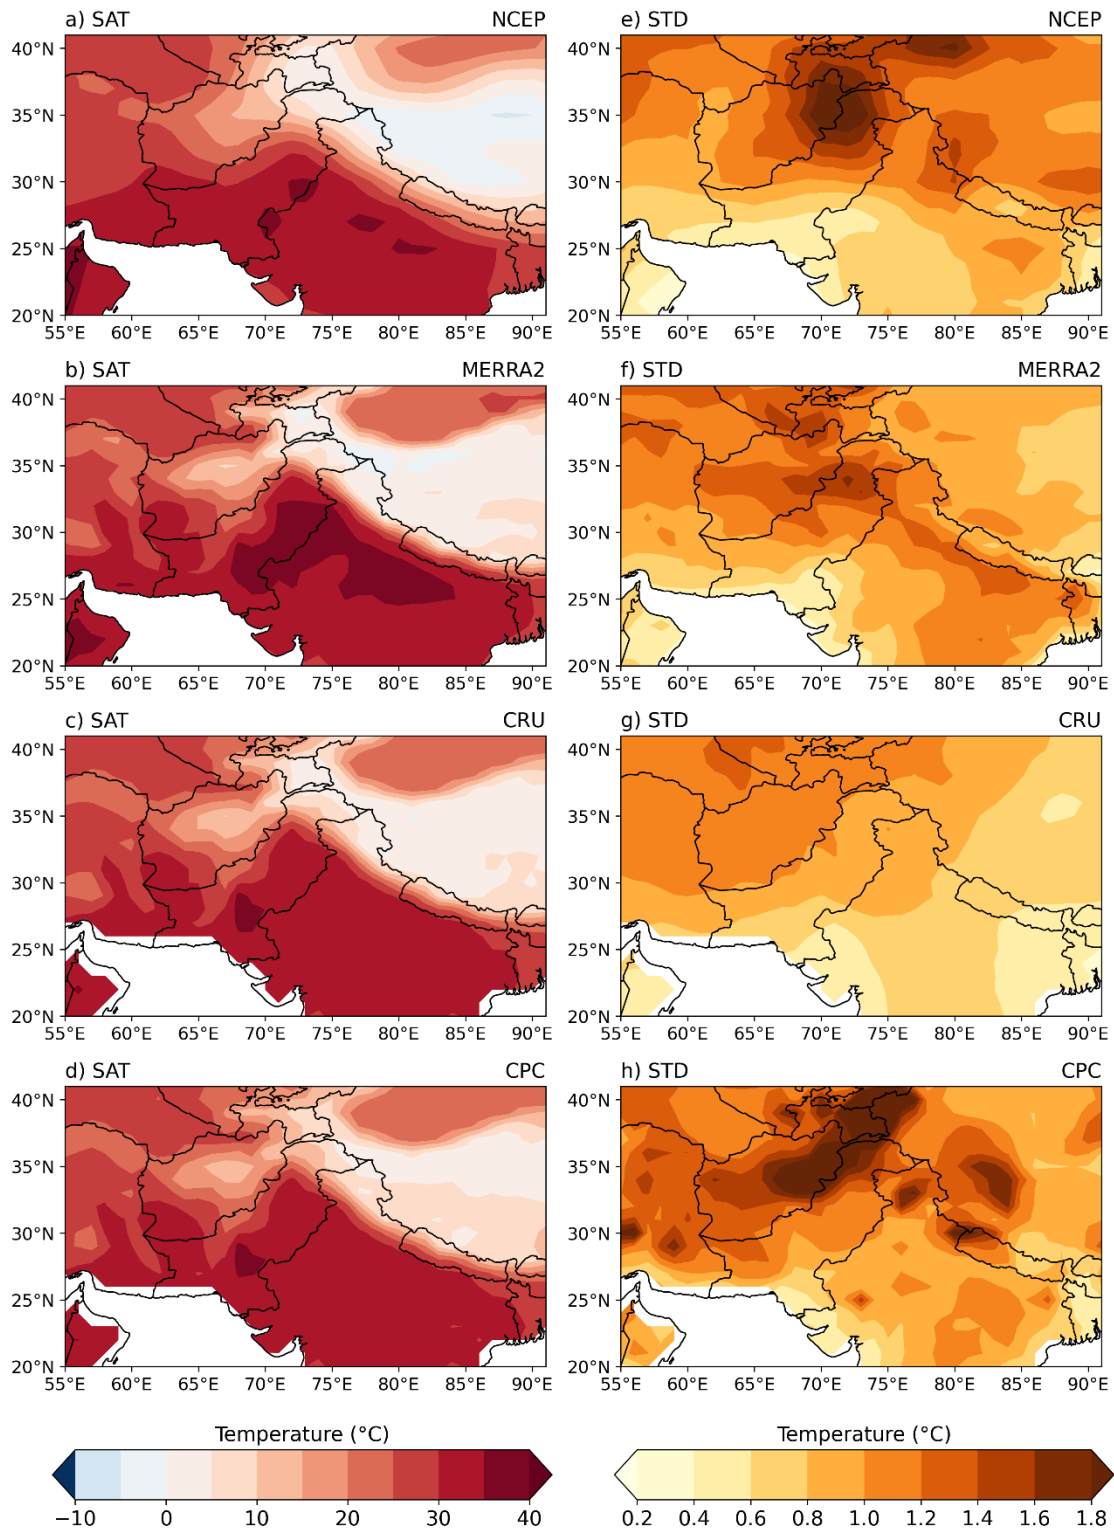 a) SAT NCEP
40°N
35°N
30°N
25°N
20°N
55°E 60°E 65°E 70°E 75°E 80°E 85°E 90°E
e) STD NCEP
40°N
35°N
30°N
25°N
20°N
55°E 60°E 65°E 70°E 75°E 80°E 85°E 90°E
b) SAT MERRA2
40°N
35°N
30°N
25°N
20°N
55°E 60°E 65°E 70°E 75°E 80°E 85°E 90°E
f) STD MERRA2
40°N
35°N
30°N
25°N
20°N
55°E 60°E 65°E 70°E 75°E 80°E 85°E 90°E
c) SAT CRU
40°N
35°N
30°N
25°N
20°N
55°E 60°E 65°E 70°E 75°E 80°E 85°E 90°E
g) STD CRU
40°N
35°N
30°N
25°N
20°N
55°E 60°E 65°E 70°E 75°E 80°E 85°E 90°E
d) SAT CPC
40°N
35°N
30°N
25°N
20°N
55°E 60°E 65°E 70°E 75°E 80°E 85°E 90°E
h) STD CPC
40°N
35°N
30°N
25°N
20°N
55°E 60°E 65°E 70°E 75°E 80°E 85°E 90°E
Temperature (°C)
−10 0 10 20 30 40
Temperature (°C)
0.2 0.4 0.6 0.8 1.0 1.2 1.4 1.6 1.8